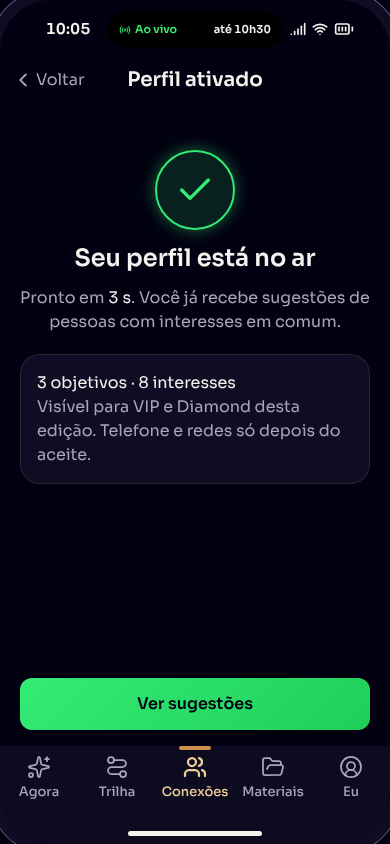 10:05
Ao vivo
até 10h30
Voltar
Perfil ativado
Seu perfil está no ar
Pronto em 3 s. Você já recebe sugestões de
pessoas com interesses em comum.
3 objetivos · 8 interesses
Visível para VIP e Diamond desta
edição. Telefone e redes só depois do
aceite.
Ver sugestões
Agora
Trilha
Conexões
Materiais
Eu